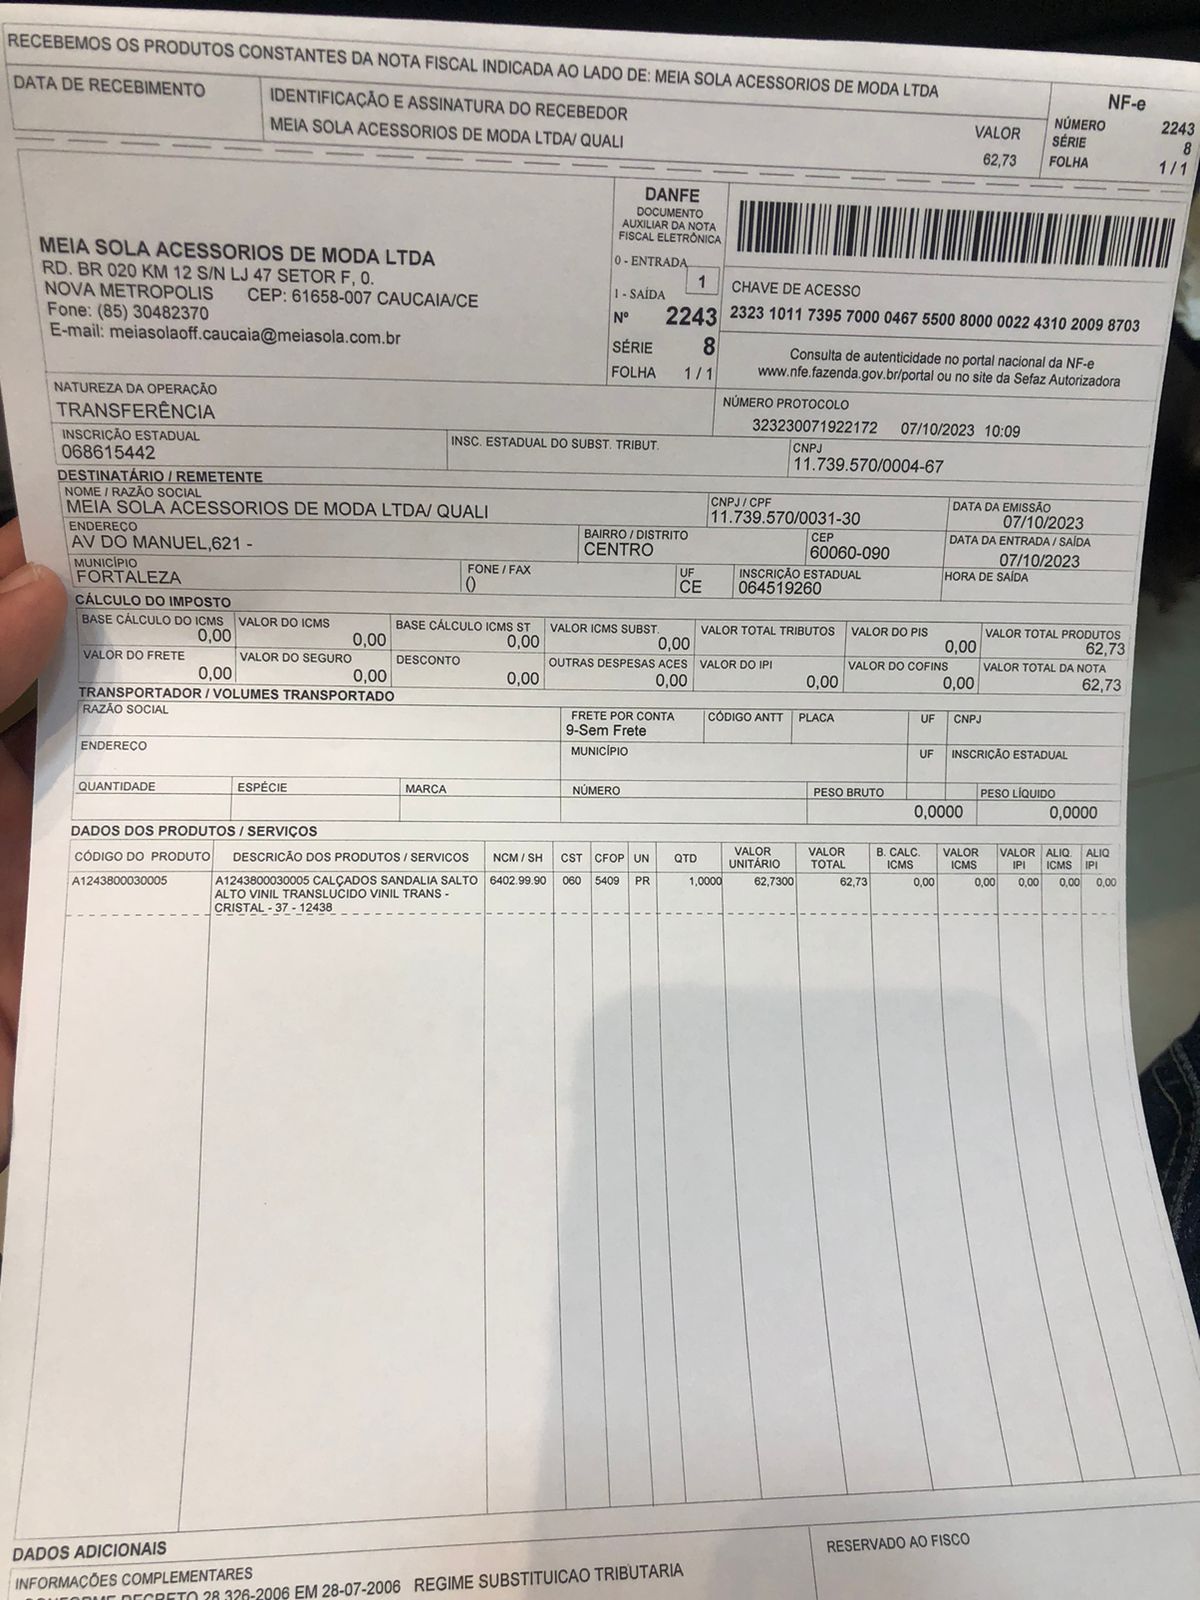 RECEBEMOS OS PRODUTOS CONSTANTES DA NOTA FISCAL INDICADA AO LADO DE: MEIA SOLA ACESSORIOS DE MODA LTDA
DATA DE RECEBIMENTO
IDENTIFICAÇÃO E ASSINATURA DO RECEBEDOR
MEIA SOLA ACESSORIOS DE MODA LTDA/ QUALI
VALOR
62,73
NF-e
NÚMERO 2243
SÉRIE 8
FOLHA 1 / 1
MEIA SOLA ACESSORIOS DE MODA LTDA
RD. BR 020 KM 12 S/N LJ 47 SETOR F, 0.
NOVA METROPOLIS CEP: 61658-007 CAUCAIA/CE
Fone: (85) 30482370
E-mail: meiasolaoff.caucaia@meiasola.com.br
DANFE
DOCUMENTO
AUXILIAR DA NOTA
FISCAL ELETRÔNICA
0 - ENTRADA
1
1 - SAÍDA
Nº 2243
SÉRIE 8
FOLHA 1 / 1
CHAVE DE ACESSO
2323 1011 7395 7000 0467 5500 8000 0022 4310 2009 8703
Consulta de autenticidade no portal nacional da NF-e
www.nfe.fazenda.gov.br/portal ou no site da Sefaz Autorizadora
NATUREZA DA OPERAÇÃO
TRANSFERÊNCIA
NÚMERO PROTOCOLO
323230071922172 07/10/2023 10:09
INSCRIÇÃO ESTADUAL
068615442
INSC. ESTADUAL DO SUBST. TRIBUT.
CNPJ
11.739.570/0004-67
DESTINATÁRIO / REMETENTE
NOME / RAZÃO SOCIAL
MEIA SOLA ACESSORIOS DE MODA LTDA/ QUALI
CNPJ / CPF
11.739.570/0031-30
DATA DA EMISSÃO
07/10/2023
ENDEREÇO
AV DO MANUEL,621 -
BAIRRO / DISTRITO
CENTRO
CEP
60060-090
DATA DA ENTRADA / SAÍDA
07/10/2023
MUNICÍPIO
FORTALEZA
FONE / FAX
()
UF
CE
INSCRIÇÃO ESTADUAL
064519260
HORA DE SAÍDA
CÁLCULO DO IMPOSTO
BASE CÁLCULO DO ICMS VALOR DO ICMS BASE CÁLCULO ICMS ST VALOR ICMS SUBST. VALOR TOTAL TRIBUTOS VALOR DO PIS VALOR TOTAL PRODUTOS
0,00 0,00 0,00 0,00 0,00 62,73
VALOR DO FRETE VALOR DO SEGURO DESCONTO OUTRAS DESPESAS ACES VALOR DO IPI VALOR DO COFINS VALOR TOTAL DA NOTA
0,00 0,00 0,00 0,00 0,00 0,00 62,73
TRANSPORTADOR / VOLUMES TRANSPORTADO
RAZÃO SOCIAL
FRETE POR CONTA
9-Sem Frete
CÓDIGO ANTT
PLACA
UF
CNPJ
ENDEREÇO
MUNICÍPIO
UF
INSCRIÇÃO ESTADUAL
QUANTIDADE ESPÉCIE MARCA NÚMERO PESO BRUTO PESO LÍQUIDO
0,0000 0,0000
DADOS DOS PRODUTOS / SERVIÇOS
CÓDIGO DO PRODUTO DESCRICÃO DOS PRODUTOS / SERVICOS NCM / SH CST CFOP UN QTD VALOR UNITÁRIO VALOR TOTAL B. CALC. ICMS VALOR ICMS VALOR IPI ALIQ. ICMS ALIQ IPI
A1243800030005 A1243800030005 CALÇADOS SANDALIA SALTO 6402.99.90 060 5409 PR 1,0000 62,7300 62,73 0,00 0,00 0,00 0,00 0,00
ALTO VINIL TRANSLUCIDO VINIL TRANS -
CRISTAL - 37 - 12438
DADOS ADICIONAIS
INFORMAÇÕES COMPLEMENTARES
CONFORME DECRETO 28.326-2006 EM 28-07-2006 REGIME SUBSTITUICAO TRIBUTARIA
RESERVADO AO FISCO